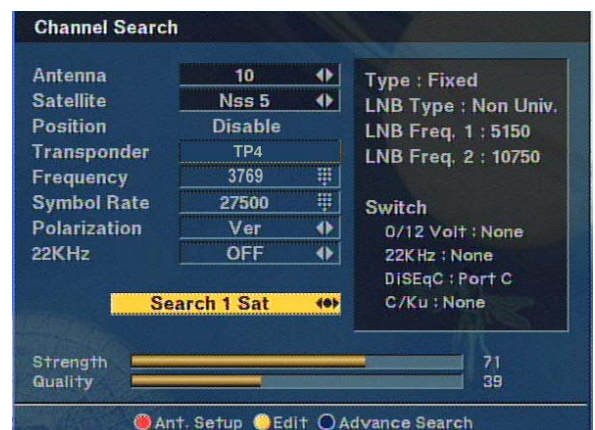 Channel Search
Antenna 10
Satellite Nss 5
Position Disable
Transponder TP4
Frequency 3769
Symbol Rate 27500
Polarization Ver
22KHz OFF
Search 1 Sat
Type : Fixed
LNB Type : Non Univ.
LNB Freq. 1 : 5150
LNB Freq. 2 : 10750
Switch
0/12 Volt : None
22KHz : None
DiSEqC : Port C
C/Ku : None
Strength 71
Quality 39
Ant. Setup Edit Advance Search